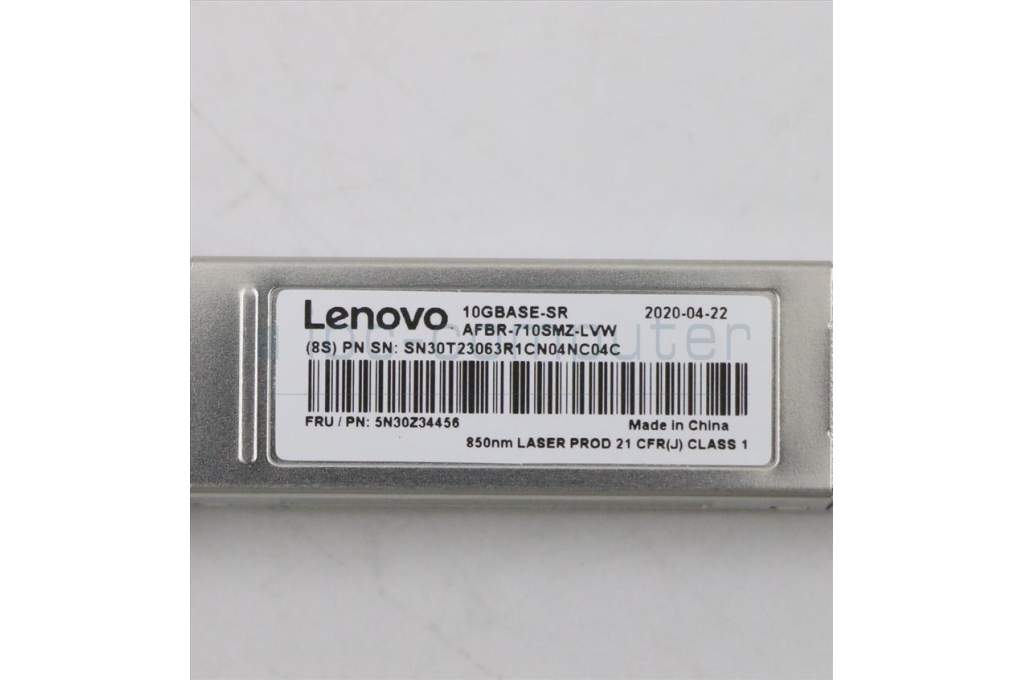 Lenovo 10GBASE-SR 2020-04-22
AFBR-710SMZ-LVW
(8S) PN SN: SN30T23063R1CN04NC04C
FRU / PN: 5N30Z34456 Made in China
850nm LASER PROD 21 CFR(J) CLASS 1